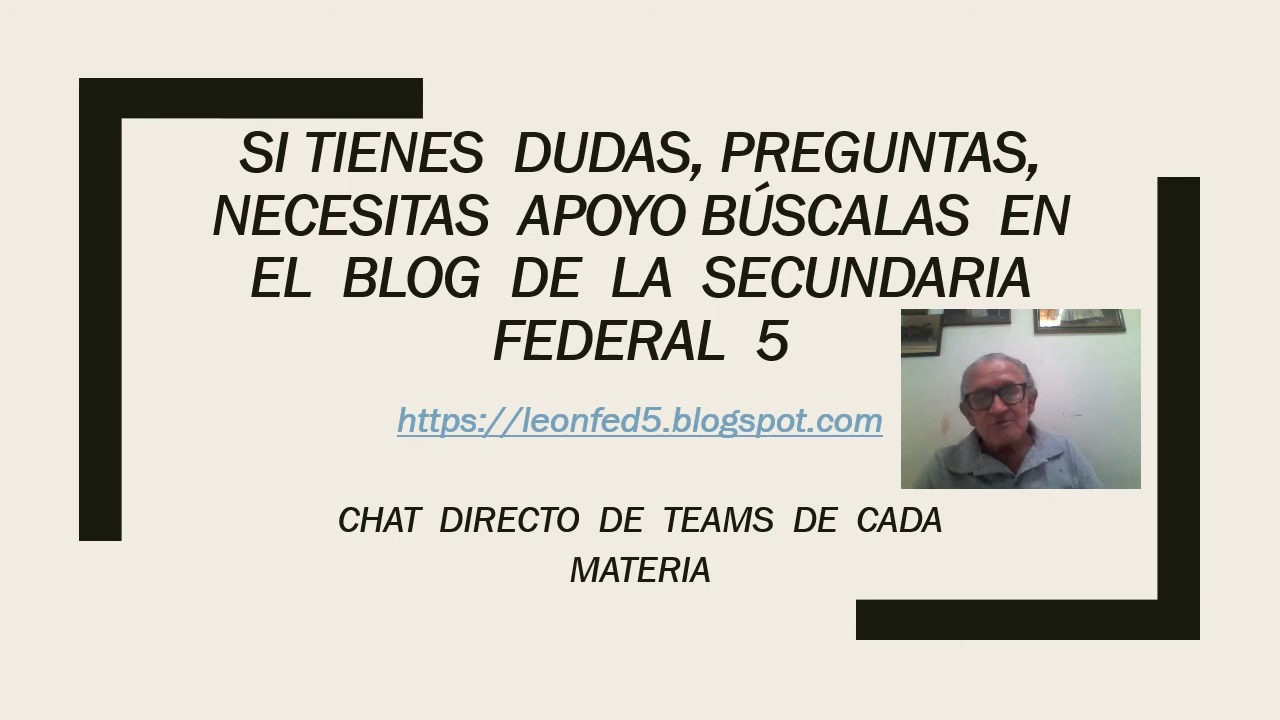 SI TIENES DUDAS, PREGUNTAS,
NECESITAS APOYO BÚSCALAS EN
EL BLOG DE LA SECUNDARIA
FEDERAL 5
https://leonfed5.blogspot.com
CHAT DIRECTO DE TEAMS DE CADA
MATERIA